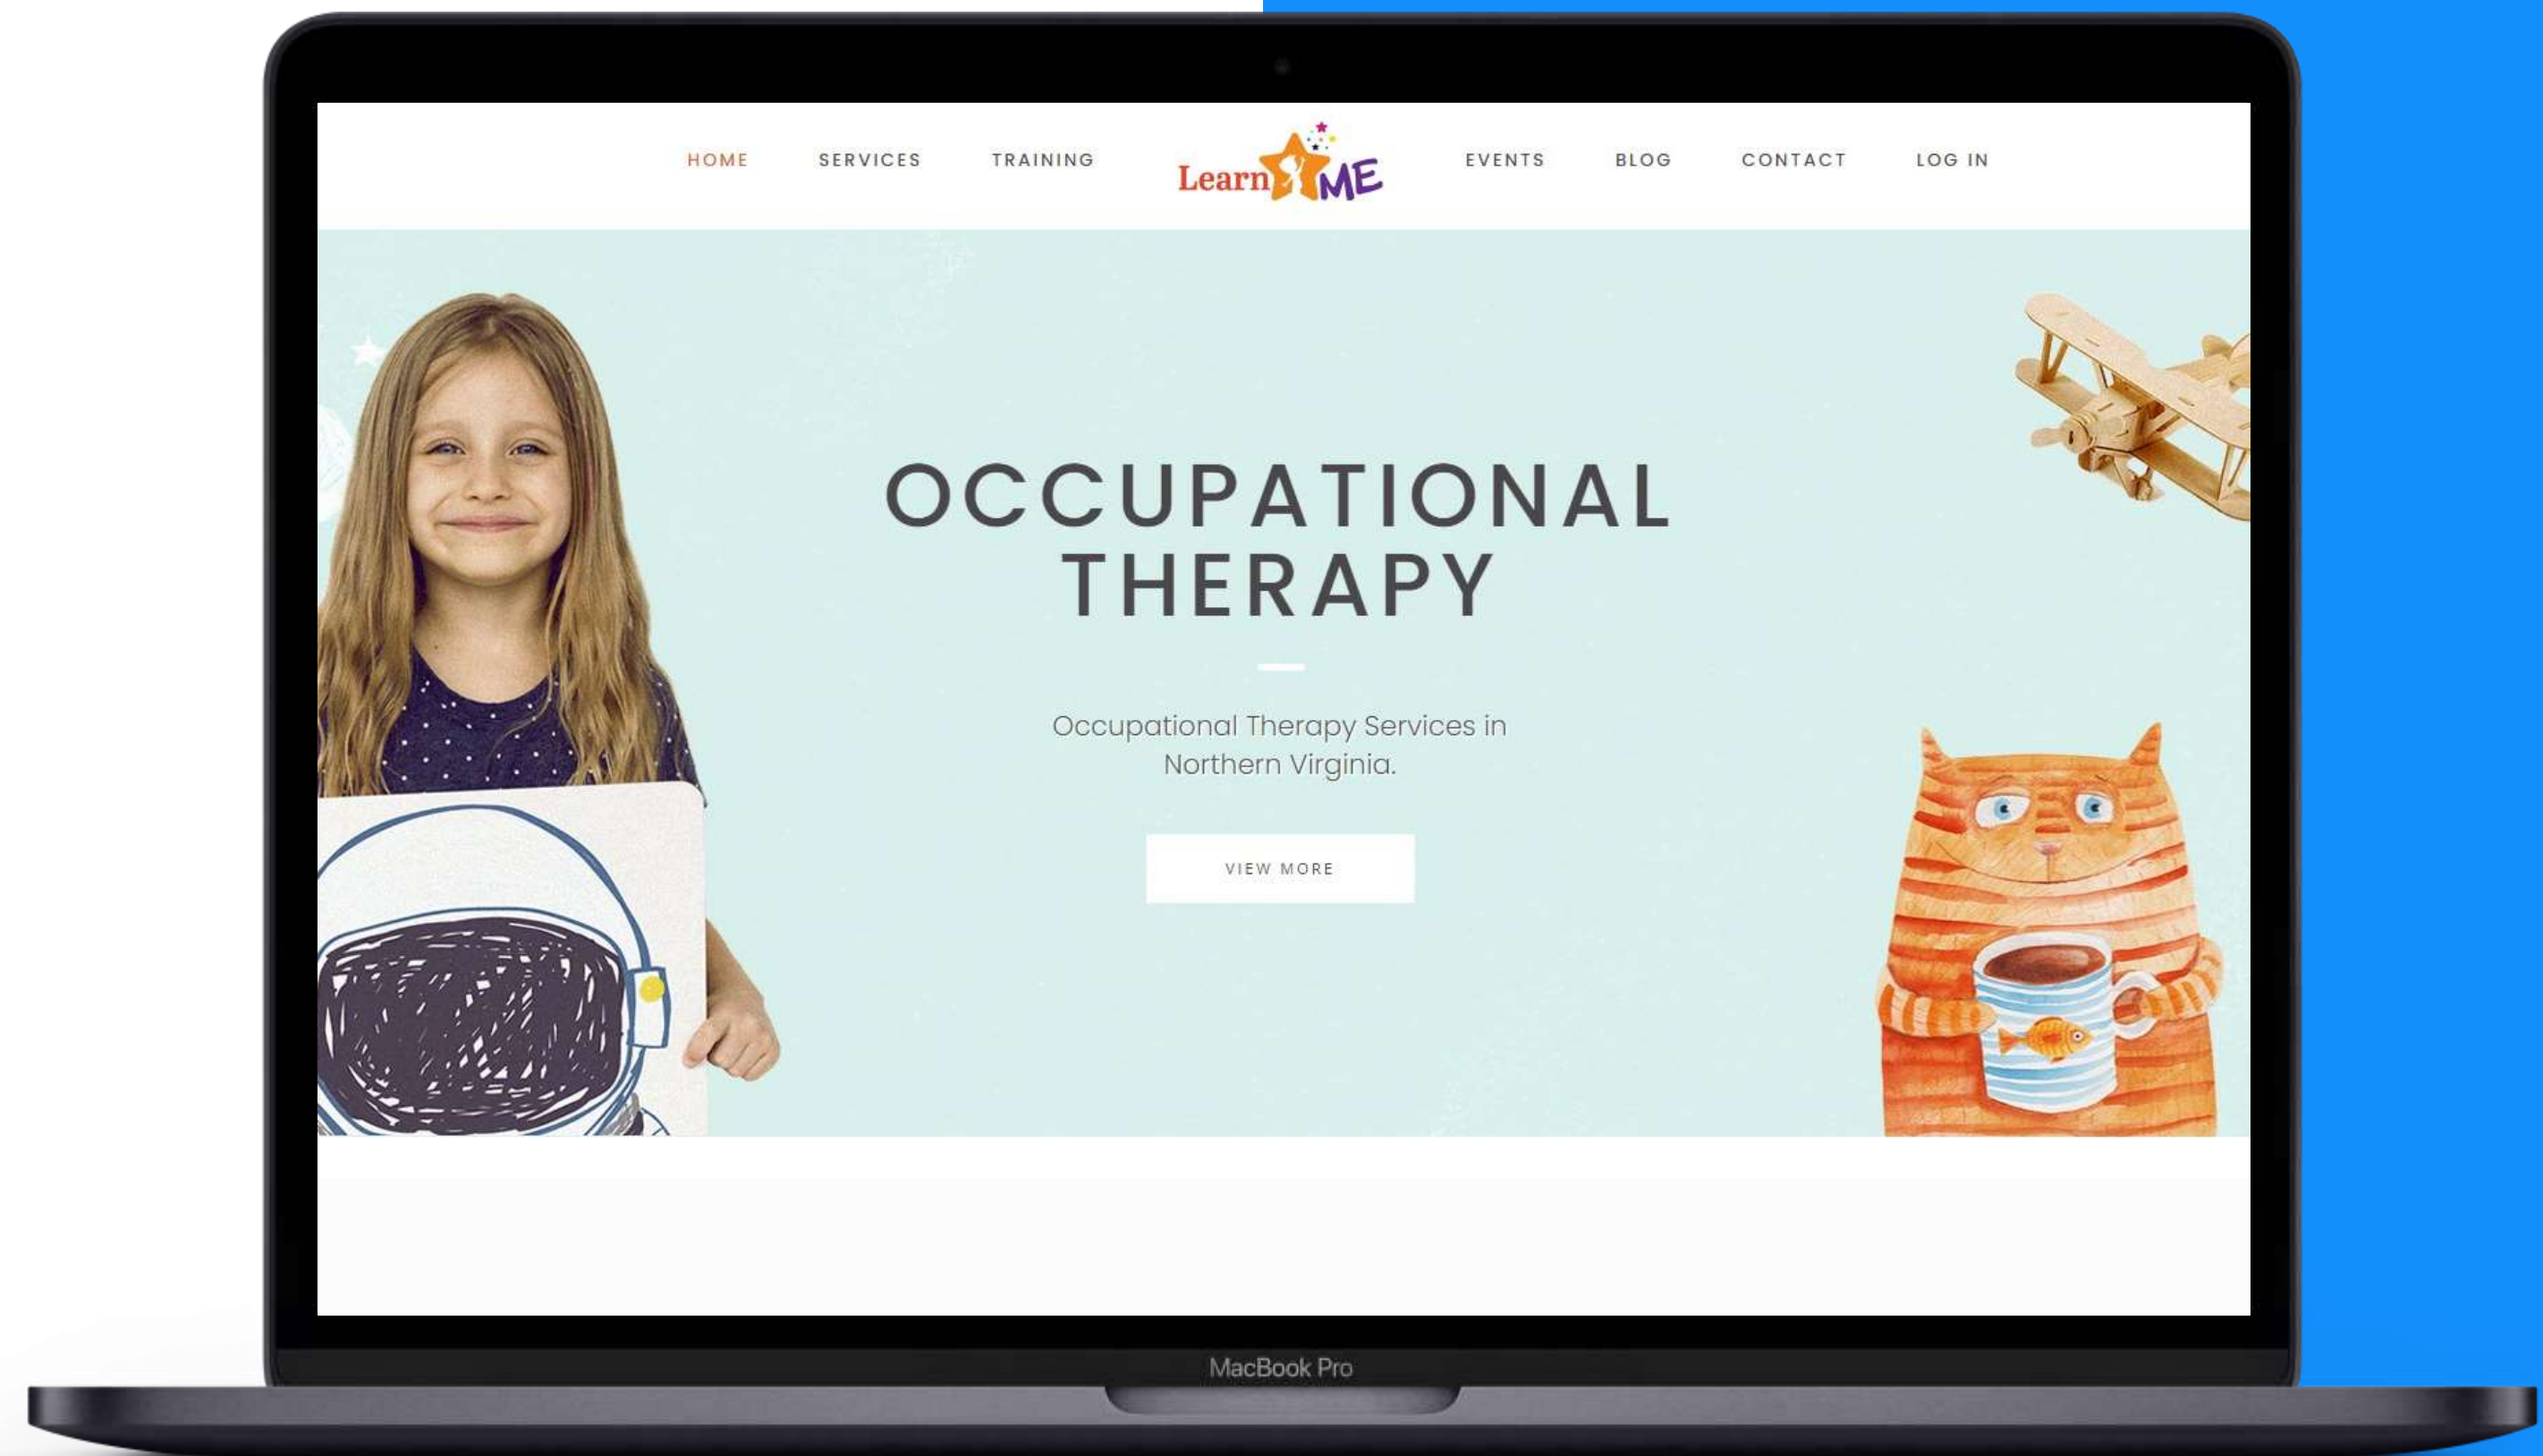 HOME SERVICES TRAINING Learn ME EVENTS BLOG CONTACT LOG IN
OCCUPATIONAL
THERAPY
Occupational Therapy Services in
Northern Virginia.
VIEW MORE
MacBook Pro